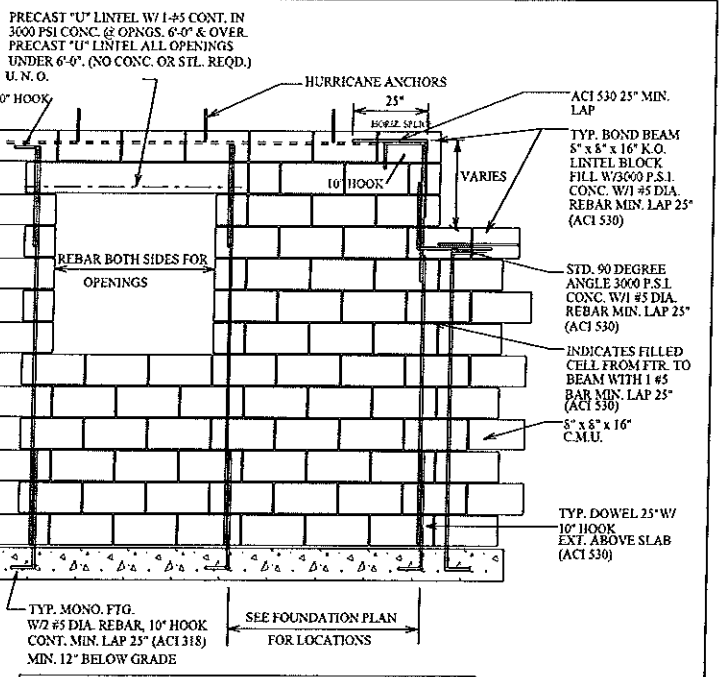 PRECAST "U" LINTEL W/ 1-#5 CONT. IN
3000 PSI CONC. @ OPNGS. 6'-0" & OVER.
PRECAST "U" LINTEL ALL OPENINGS
UNDER 6'-0". (NO CONC. OR STL. REQD.)
U. N. O.
0" HOOK
HURRICANE ANCHORS
25"
HORIZ. SPLICE
10" HOOK
VARIES
ACI 530 25" MIN.
LAP
TYP. BOND BEAM
8" x 8" x 16" K.O.
LINTEL BLOCK
FILL W/3000 P.S.I.
CONC. W/1 #5 DIA.
REBAR MIN. LAP 25"
(ACI 530)
REBAR BOTH SIDES FOR
OPENINGS
STD. 90 DEGREE
ANGLE 3000 P.S.I.
CONC. W/1 #5 DIA.
REBAR MIN. LAP 25"
(ACI 530)
INDICATES FILLED
CELL FROM FTR. TO
BEAM WITH 1 #5
BAR MIN. LAP 25"
(ACI 530)
8" x 8" x 16"
C.M.U.
TYP. DOWEL 25" W/
10" HOOK
EXT. ABOVE SLAB
(ACI 530)
TYP. MONO. FTG.
W/2 #5 DIA. REBAR, 10" HOOK
CONT. MIN. LAP 25" (ACI 318)
MIN. 12" BELOW GRADE
SEE FOUNDATION PLAN
FOR LOCATIONS